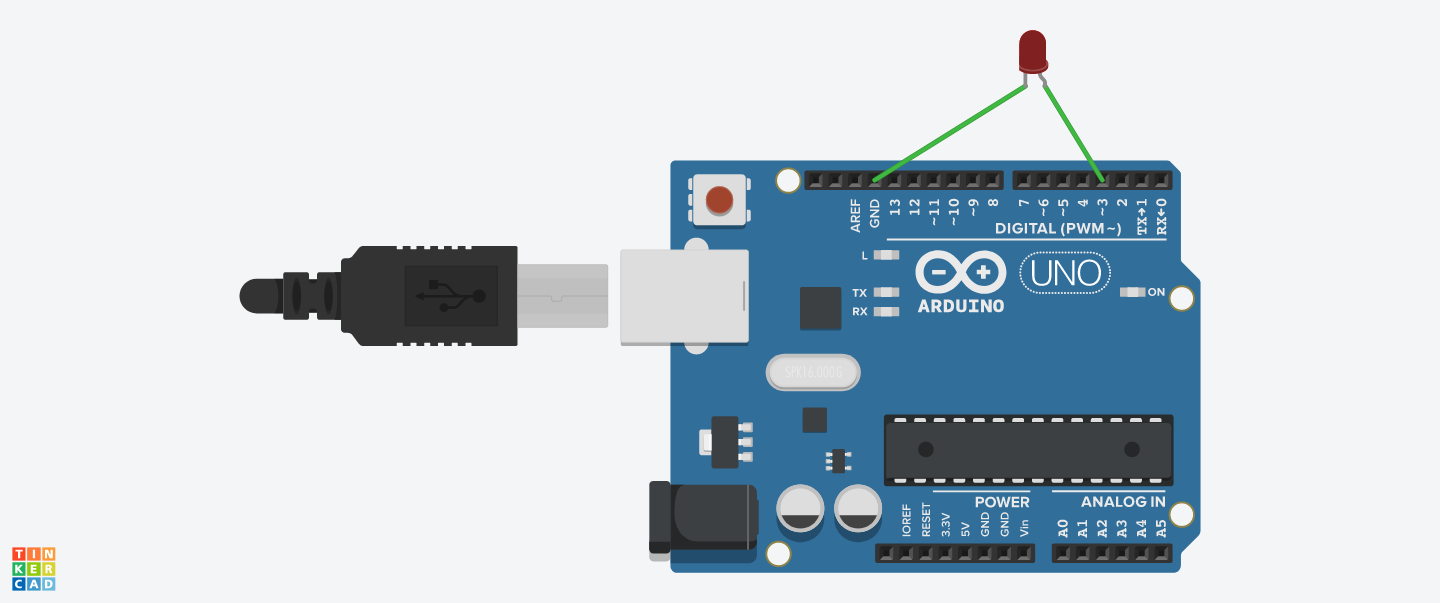 AREF
GND
13
12
~11
~10
~9
8
7
~6
~5
4
~3
2
TX→1
RX←0
DIGITAL (PWM~)
L
TX
RX
UNO
ARDUINO
ON
SPK16.000G
POWER
ANALOG IN
IOREF
RESET
3.3V
5V
GND
GND
Vin
A0
A1
A2
A3
A4
A5
TIN
KER
CAD